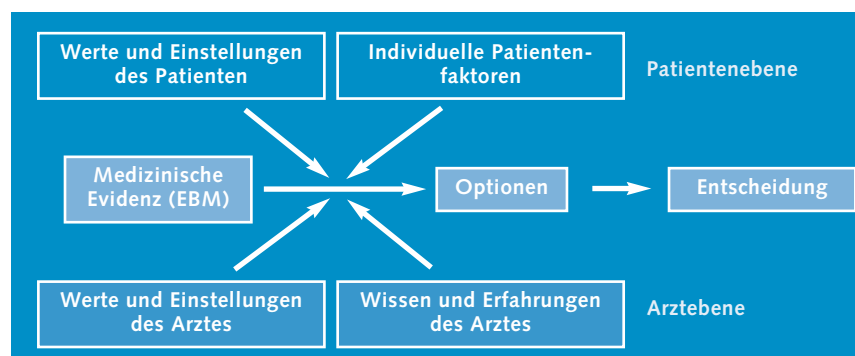 Werte und Einstellungen
des Patienten
Individuelle Patienten-
faktoren
Patientenebene
Medizinische
Evidenz (EBM)
Optionen
Entscheidung
Werte und Einstellungen
des Arztes
Wissen und Erfahrungen
des Arztes
Arztebene